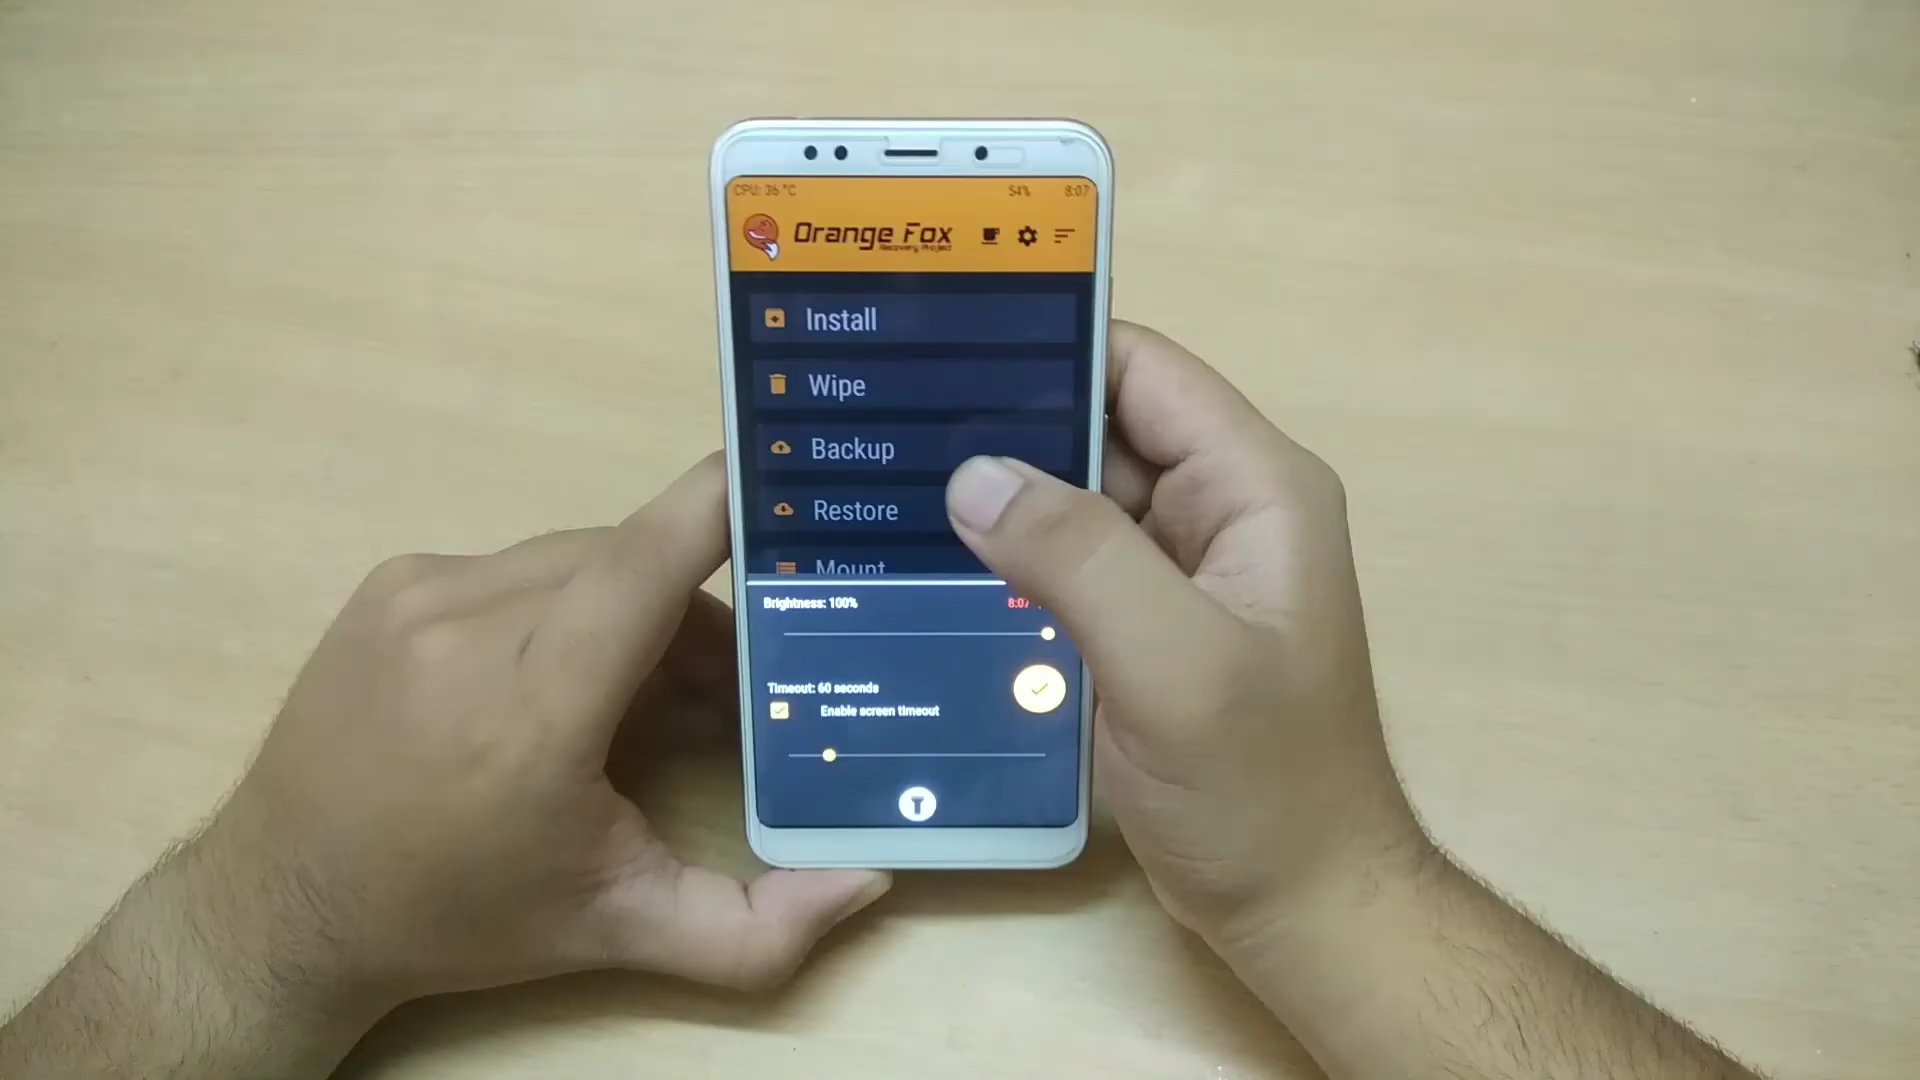 CPU: 36 °C 54% 8:07
Orange Fox
Recovery Project
Install
Wipe
Backup
Restore
Mount
Brightness: 100% 8:07
Timeout: 60 seconds
Enable screen timeout